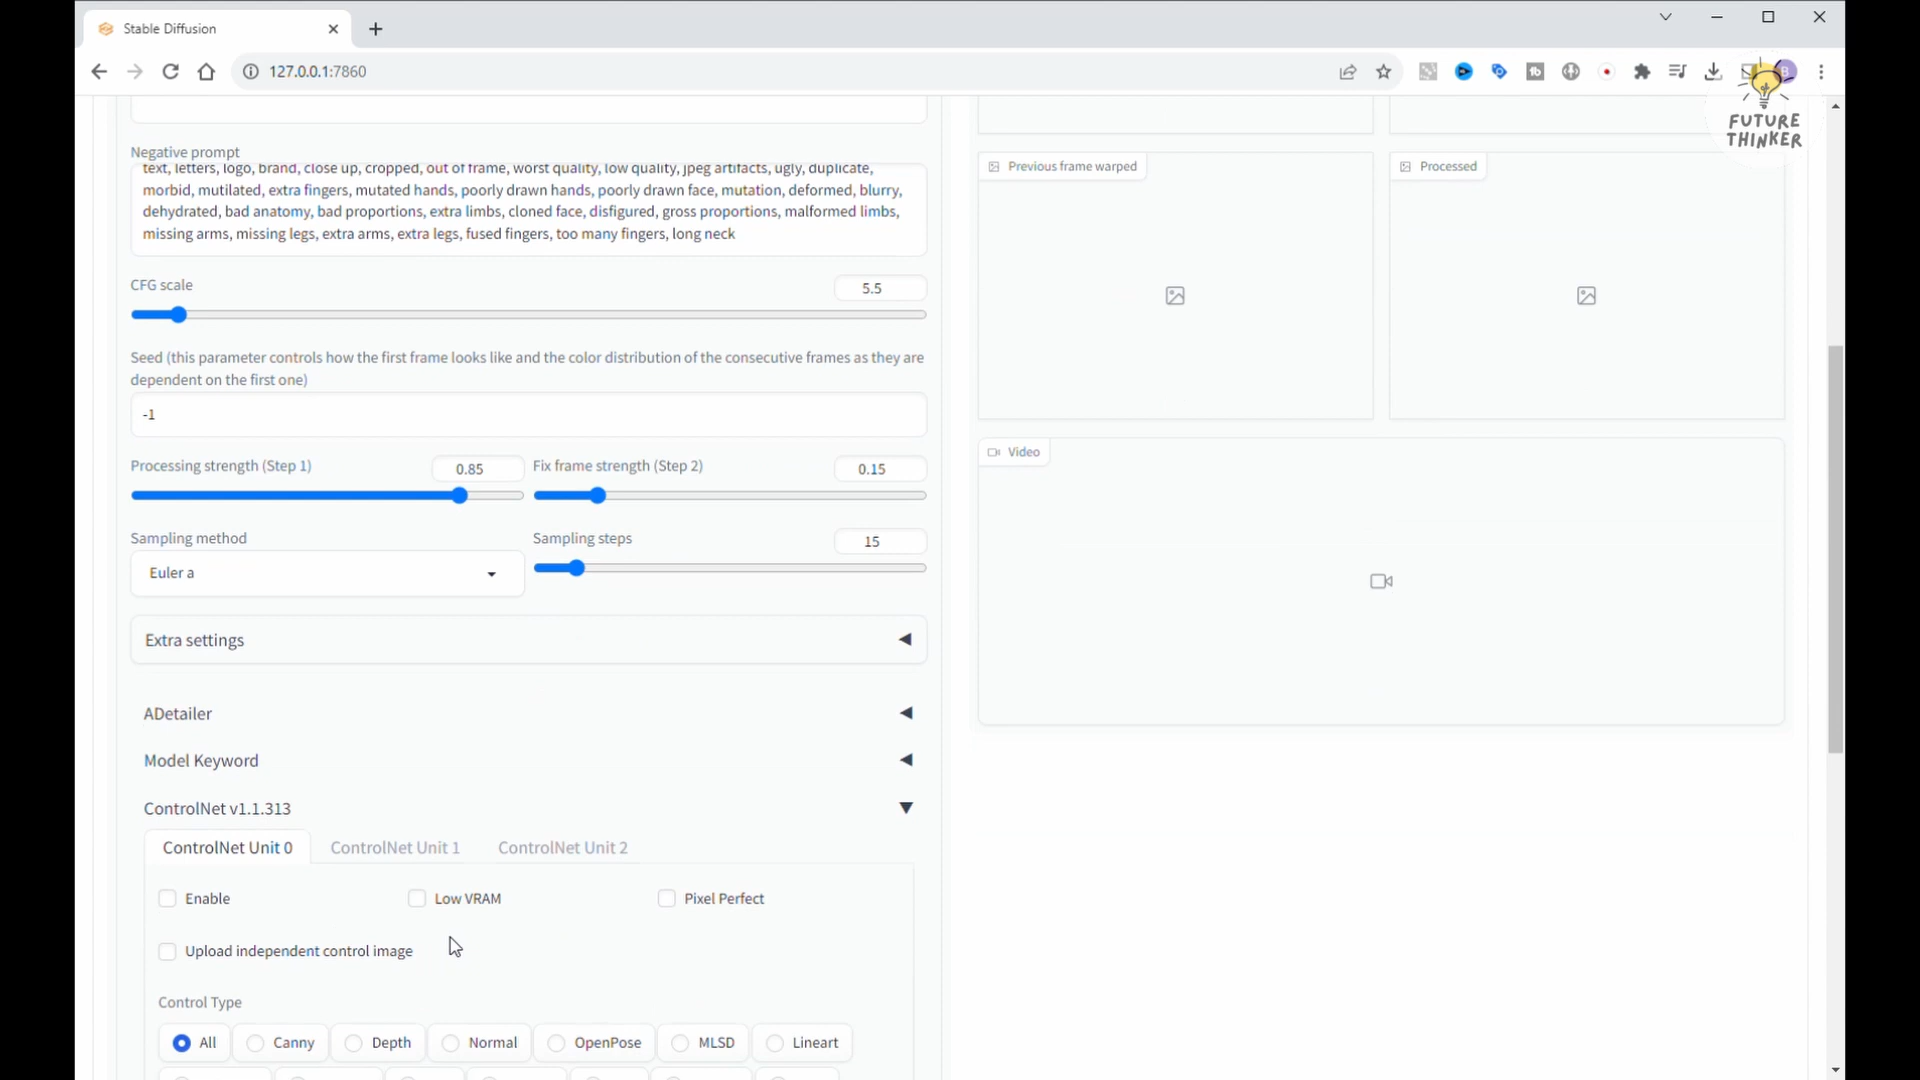 Stable Diffusion
127.0.0.1:7860
B
FUTURE
THINKER
Negative prompt
text, letters, logo, brand, close up, cropped, out of frame, worst quality, low quality, jpeg artifacts, ugly, duplicate,
morbid, mutilated, extra fingers, mutated hands, poorly drawn hands, poorly drawn face, mutation, deformed, blurry,
dehydrated, bad anatomy, bad proportions, extra limbs, cloned face, disfigured, gross proportions, malformed limbs,
missing arms, missing legs, extra arms, extra legs, fused fingers, too many fingers, long neck
CFG scale
5.5
Seed (this parameter controls how the first frame looks like and the color distribution of the consecutive frames as they are
dependent on the first one)
-1
Processing strength (Step 1)
0.85
Fix frame strength (Step 2)
0.15
Sampling method
Euler a
Sampling steps
15
Extra settings
ADetailer
Model Keyword
ControlNet v1.1.313
ControlNet Unit 0
ControlNet Unit 1
ControlNet Unit 2
Enable
Low VRAM
Pixel Perfect
Upload independent control image
Control Type
All
Canny
Depth
Normal
OpenPose
MLSD
Lineart
Previous frame warped
Processed
Video